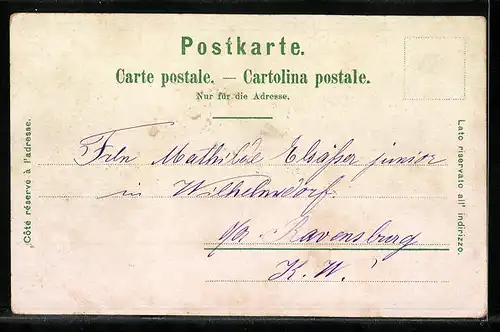 Postkarte.
Carte postale. — Cartolina postale.
Nur für die Adresse.
Côté réservé à l'adresse.
Lato riservato all' indirizzo.
Frln Mathilde Elsäßer junior
in Wilhelmsdorf.
b/ Ravensburg
K. W.